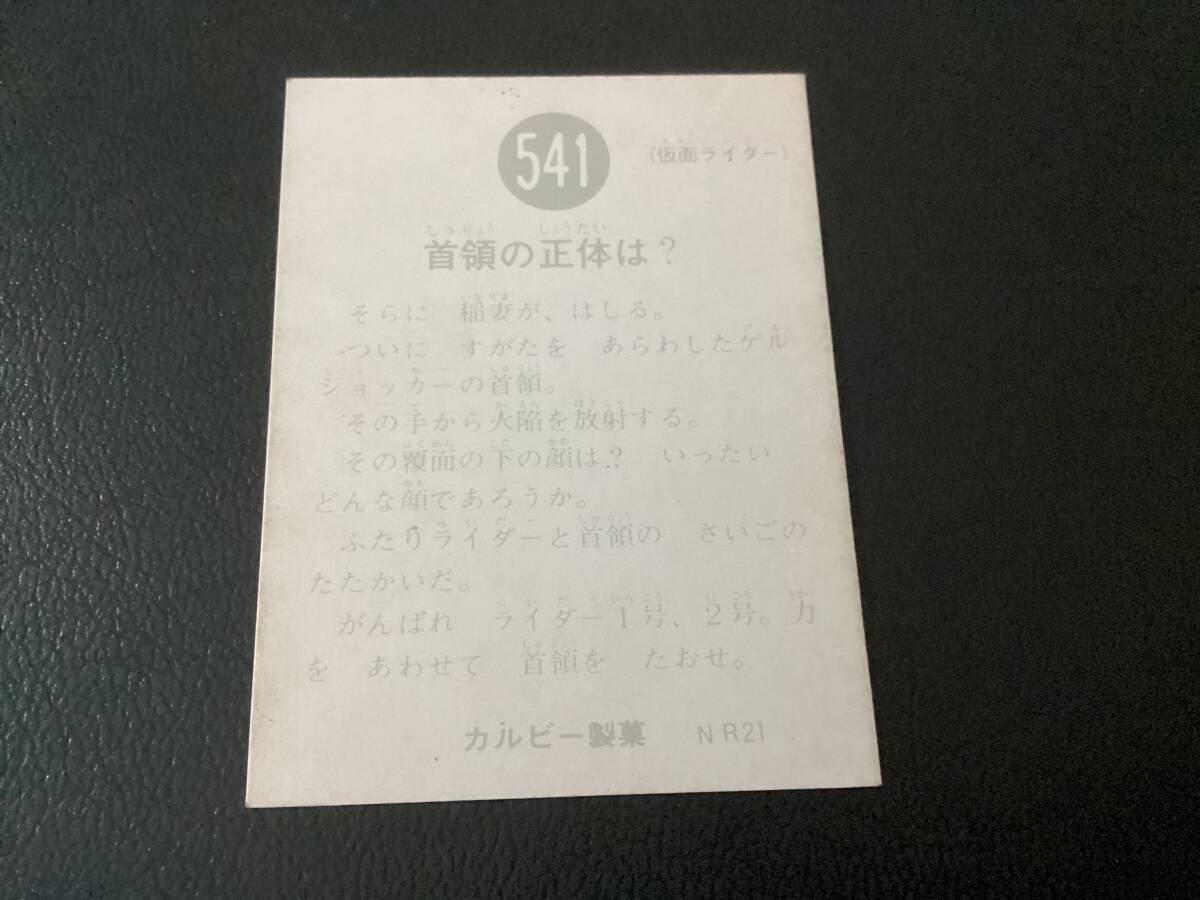 541
(仮面ライダー)
首領の正体は?
そらに 稲妻が、はしる。
ついに すがたを あらわしたゲル
ショッカーの首領。
その手から火陥を放射する。
その覆面の下の顔は? いったい
どんな顔であろうか。
ふたりライダーと首領の さいごの
たたかいだ。
がんばれ ライダー1号、2号。力
を あわせて 首領を たおせ。
カルビー製菓 NR21